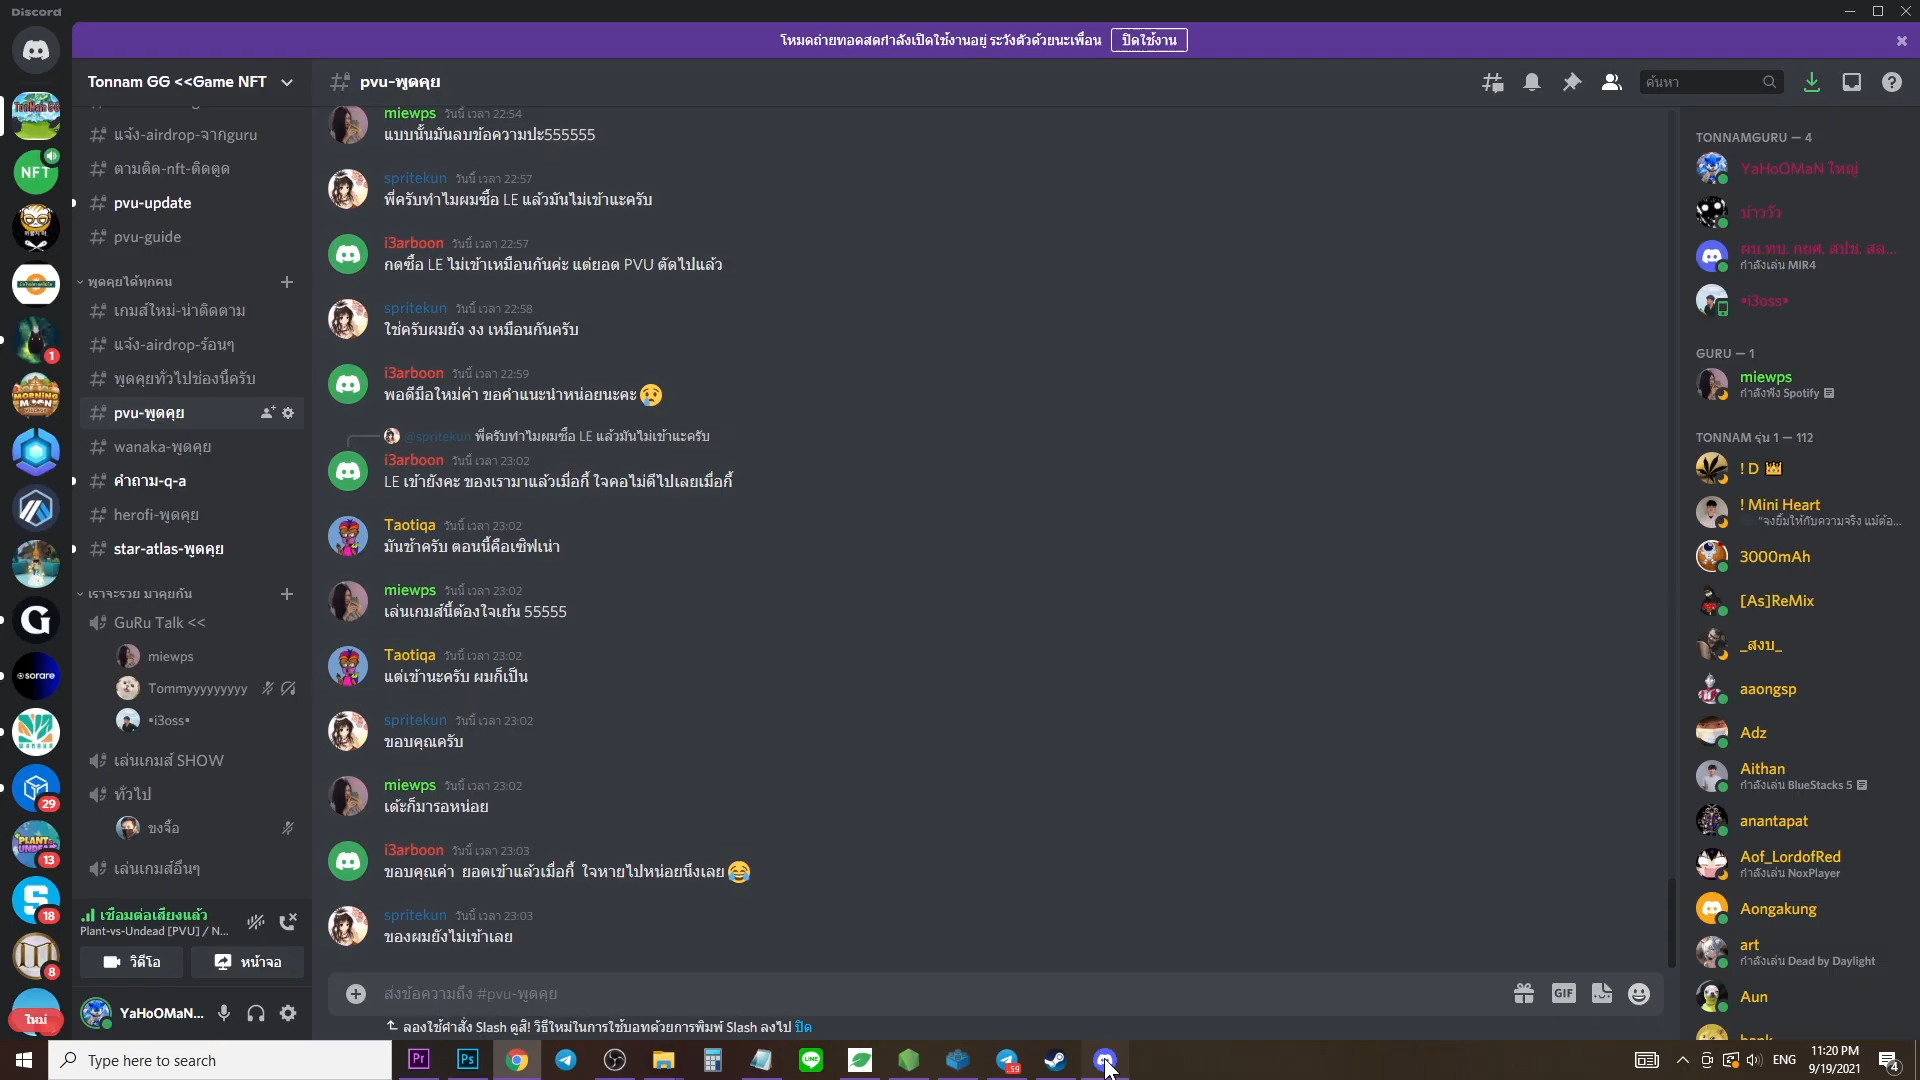 Discord
โหมดถ่ายทอดสดกำลังเปิดใช้งานอยู่ ระวังตัวด้วยนะเพื่อน ปิดใช้งาน
Tonnam GG <<Game NFT
แจ้ง-airdrop-จากguru
ตามติด-nft-ติดตูด
pvu-update
pvu-guide
พูดคุยได้ทุกคน
เกมส์ใหม่-น่าติดตาม
แจ้ง-airdrop-ร้อนๆ
พูดคุยทั่วไปช่องนี้ครับ
pvu-พูดคุย
wanaka-พูดคุย
คำถาม-q-a
herofi-พูดคุย
star-atlas-พูดคุย
เราจะรวย มาคุยกัน
GuRu Talk <<
miewps
Tommyyyyyyyyy
•i3oss•
เล่นเกมส์ SHOW
ทั่วไป
ขงจื้อ
เล่นเกมส์อื่นๆ
เชื่อมต่อเสียงแล้ว
Plant-vs-Undead [PVU] / N...
วิดีโอ
หน้าจอ
YaHoOMaN...
NFT
MORNING
MOON
sorare
PLANT
UNDEAD
1
29
13
18
8
ใหม่
pvu-พูดคุย
ค้นหา
miewps วันนี้ เวลา 22:54
แบบนั้นมันลบข้อความปะ555555
spritekun วันนี้ เวลา 22:57
พี่ครับทำไมผมซื้อ LE แล้วมันไม่เข้าแะครับ
i3arboon วันนี้ เวลา 22:57
กดซื้อ LE ไม่เข้าเหมือนกันค่ะ แต่ยอด PVU ตัดไปแล้ว
spritekun วันนี้ เวลา 22:58
ใช่ครับผมยัง งง เหมือนกันครับ
i3arboon วันนี้ เวลา 22:59
พอดีมือใหม่ค่า ขอคำแนะนำหน่อยนะคะ😢
@spritekun พี่ครับทำไมผมซื้อ LE แล้วมันไม่เข้าแะครับ
i3arboon วันนี้ เวลา 23:02
LE เข้ายังคะ ของเรามาแล้วเมื่อกี้ ใจคอไม่ดีไปเลยเมื่อกี้
Taotiqa วันนี้ เวลา 23:02
มันช้าครับ ตอนนี้คือเซิฟเน่า
miewps วันนี้ เวลา 23:02
เล่นเกมส์นี้ต้องใจเย้น 55555
Taotiqa วันนี้ เวลา 23:02
แต่เข้านะครับ ผมก็เป็น
spritekun วันนี้ เวลา 23:02
ขอบคุณครับ
miewps วันนี้ เวลา 23:02
เด้ะก็มารอหน่อย
i3arboon วันนี้ เวลา 23:03
ขอบคุณค่า ยอดเข้าแล้วเมื่อกี้ ใจหายไปหน่อยนึงเลย😂
spritekun วันนี้ เวลา 23:03
ของผมยังไม่เข้าเลย
ส่งข้อความถึง #pvu-พูดคุย
GIF
ลองใช้คำสั่ง Slash ดูสิ! วิธีใหม่ในการใช้บอทด้วยการพิมพ์ Slash ลงไป ปิด
TONNAMGURU — 4
YaHoOMaN ใหญ่
น่าววัว
กำลังเล่น MIR4
•i3oss•
GURU — 1
miewps
กำลังฟัง Spotify
TONNAM รุ่น 1 — 112
! D 👑
! Mini Heart
"จงยิ้มให้กับความจริง แม้ต้อ...
3000mAh
[As]ReMix
_สงบ_
aaongsp
Adz
Aithan
กำลังเล่น BlueStacks 5
anantapat
Aof_LordofRed
กำลังเล่น NoxPlayer
Aongakung
art
กำลังเล่น Dead by Daylight
Aun
Type here to search
Pr
Ps
LINE
59
ENG
11:20 PM
9/19/2021
4